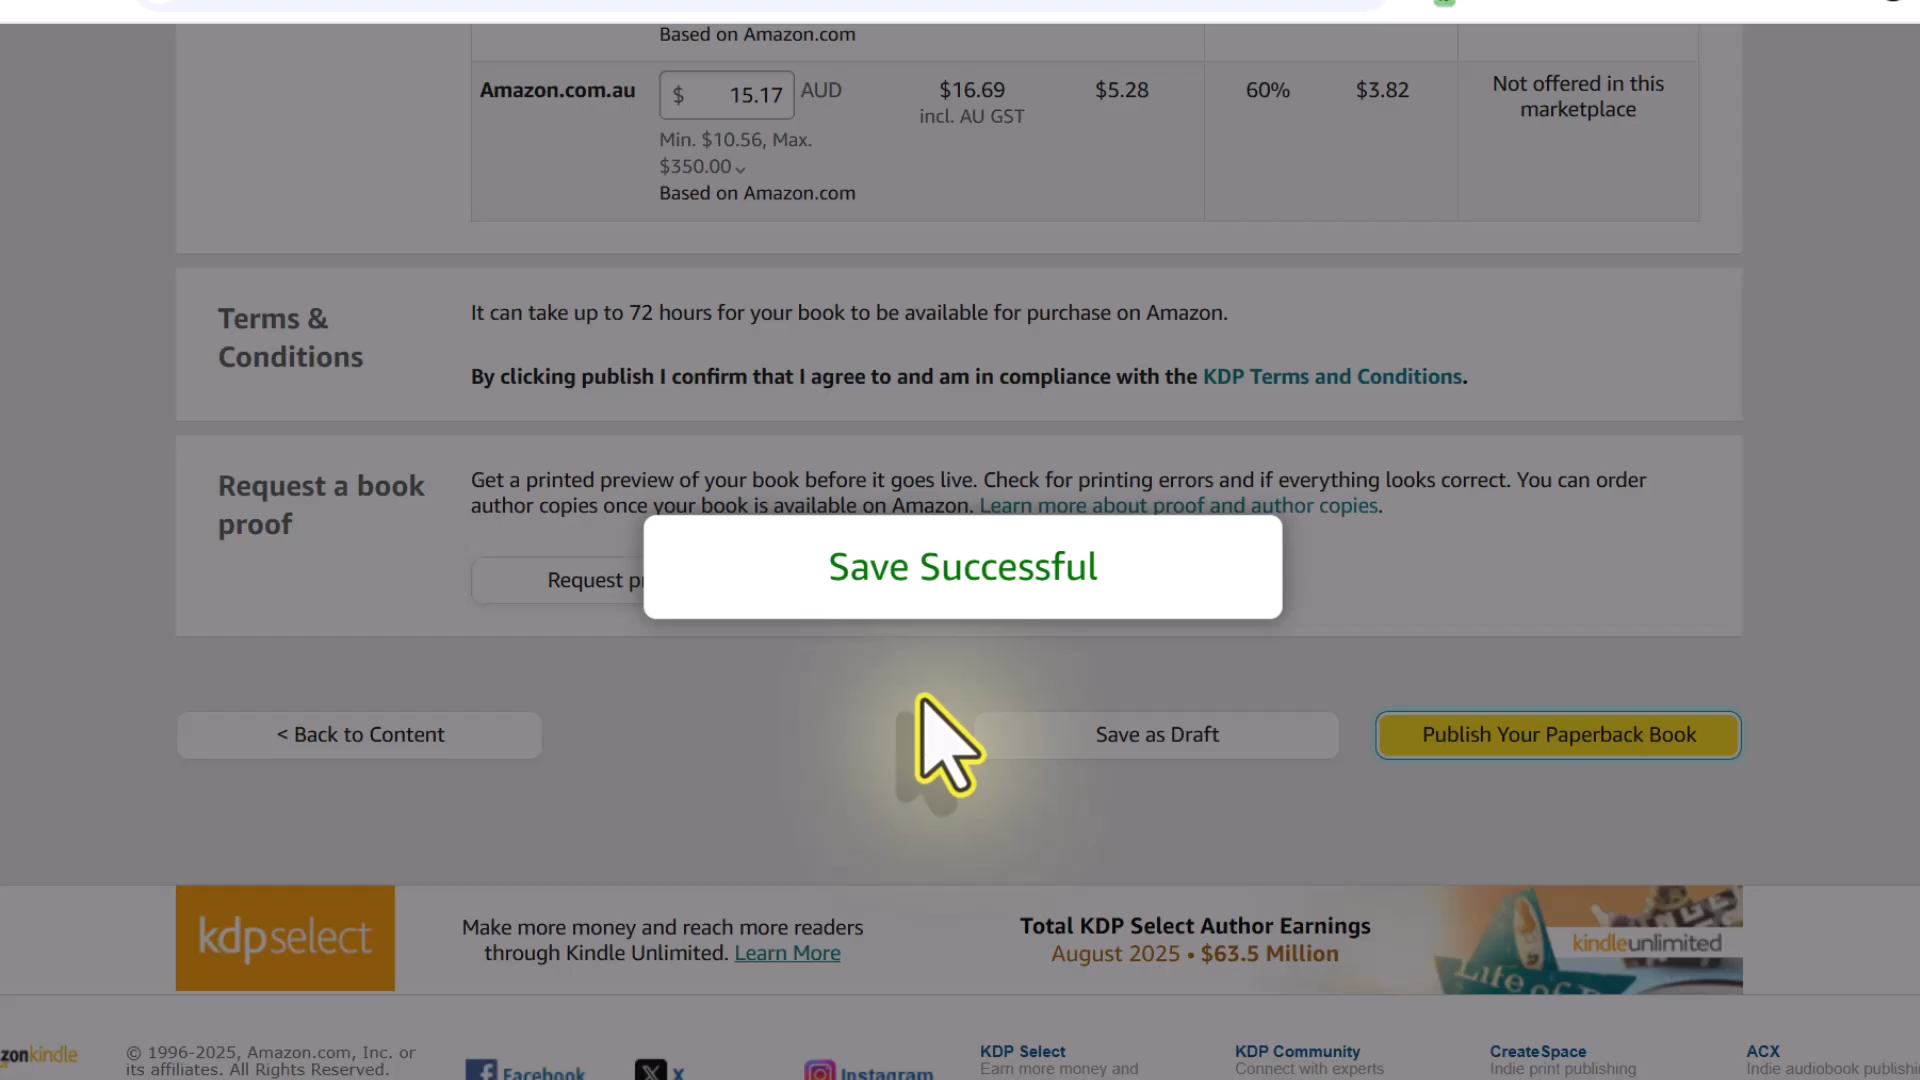 Based on Amazon.com
Amazon.com.au $ 15.17 AUD $16.69 $5.28 60% $3.82 Not offered in this
incl. AU GST marketplace
Min. $10.56, Max.
$350.00
Based on Amazon.com
Terms &
Conditions
It can take up to 72 hours for your book to be available for purchase on Amazon.
By clicking publish I confirm that I agree to and am in compliance with the KDP Terms and Conditions.
Request a book
proof
Get a printed preview of your book before it goes live. Check for printing errors and if everything looks correct. You can order
author copies once your book is available on Amazon. Learn more about proof and author copies.
Request
Save Successful
< Back to Content
Save as Draft
Publish Your Paperback Book
kdpselect
Make more money and reach more readers
through Kindle Unlimited. Learn More
Total KDP Select Author Earnings
August 2025 • $63.5 Million
kindleunlimited
Life of
zonkindle
© 1996-2025, Amazon.com, Inc. or
its affiliates. All Rights Reserved.
Facebook
X
Instagram
KDP Select
Earn more money and
KDP Community
Connect with experts
CreateSpace
Indie print publishing
ACX
Indie audiobook publishi